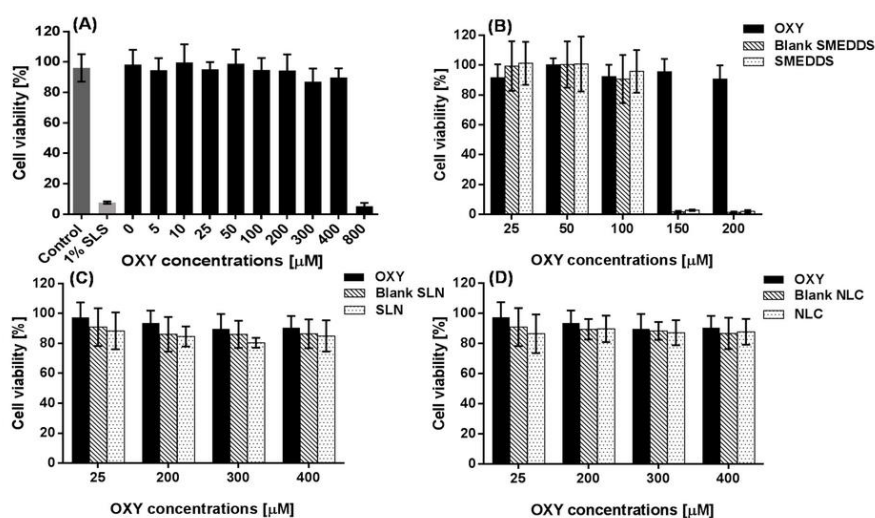 (A)
Cell viability [%]
120
100
80
60
40
20
0
Control
1% SLS
0
5
10
25
50
100
200
300
400
800
OXY concentrations [µM]
(B)
OXY
Blank SMEDDS
SMEDDS
Cell viability [%]
120
100
80
60
40
20
0
25
50
100
150
200
OXY concentrations [µM]
(C)
OXY
Blank SLN
SLN
Cell viability [%]
120
100
80
60
40
20
0
25
200
300
400
OXY concentrations [µM]
(D)
OXY
Blank NLC
NLC
Cell viability [%]
120
100
80
60
40
20
0
25
200
300
400
OXY concentrations [µM]